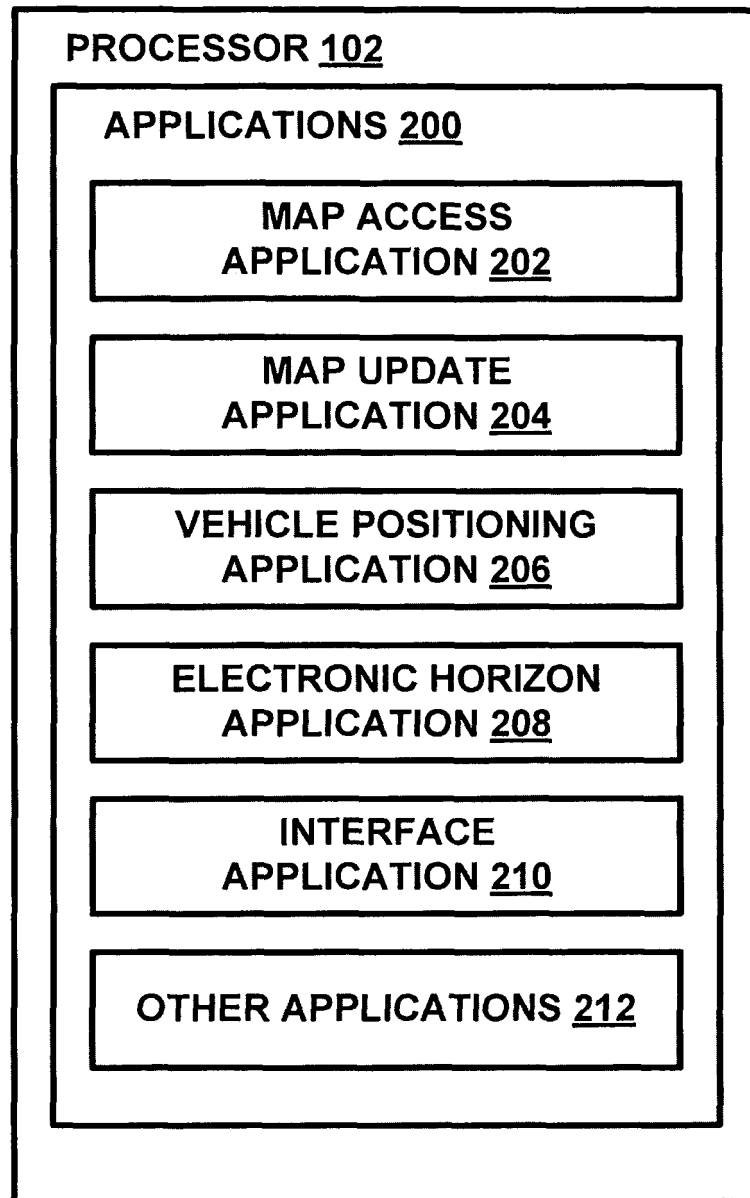 PROCESSOR 102
APPLICATIONS 200
MAP ACCESS
APPLICATION 202
MAP UPDATE
APPLICATION 204
VEHICLE POSITIONING
APPLICATION 206
ELECTRONIC HORIZON
APPLICATION 208
INTERFACE
APPLICATION 210
OTHER APPLICATIONS 212